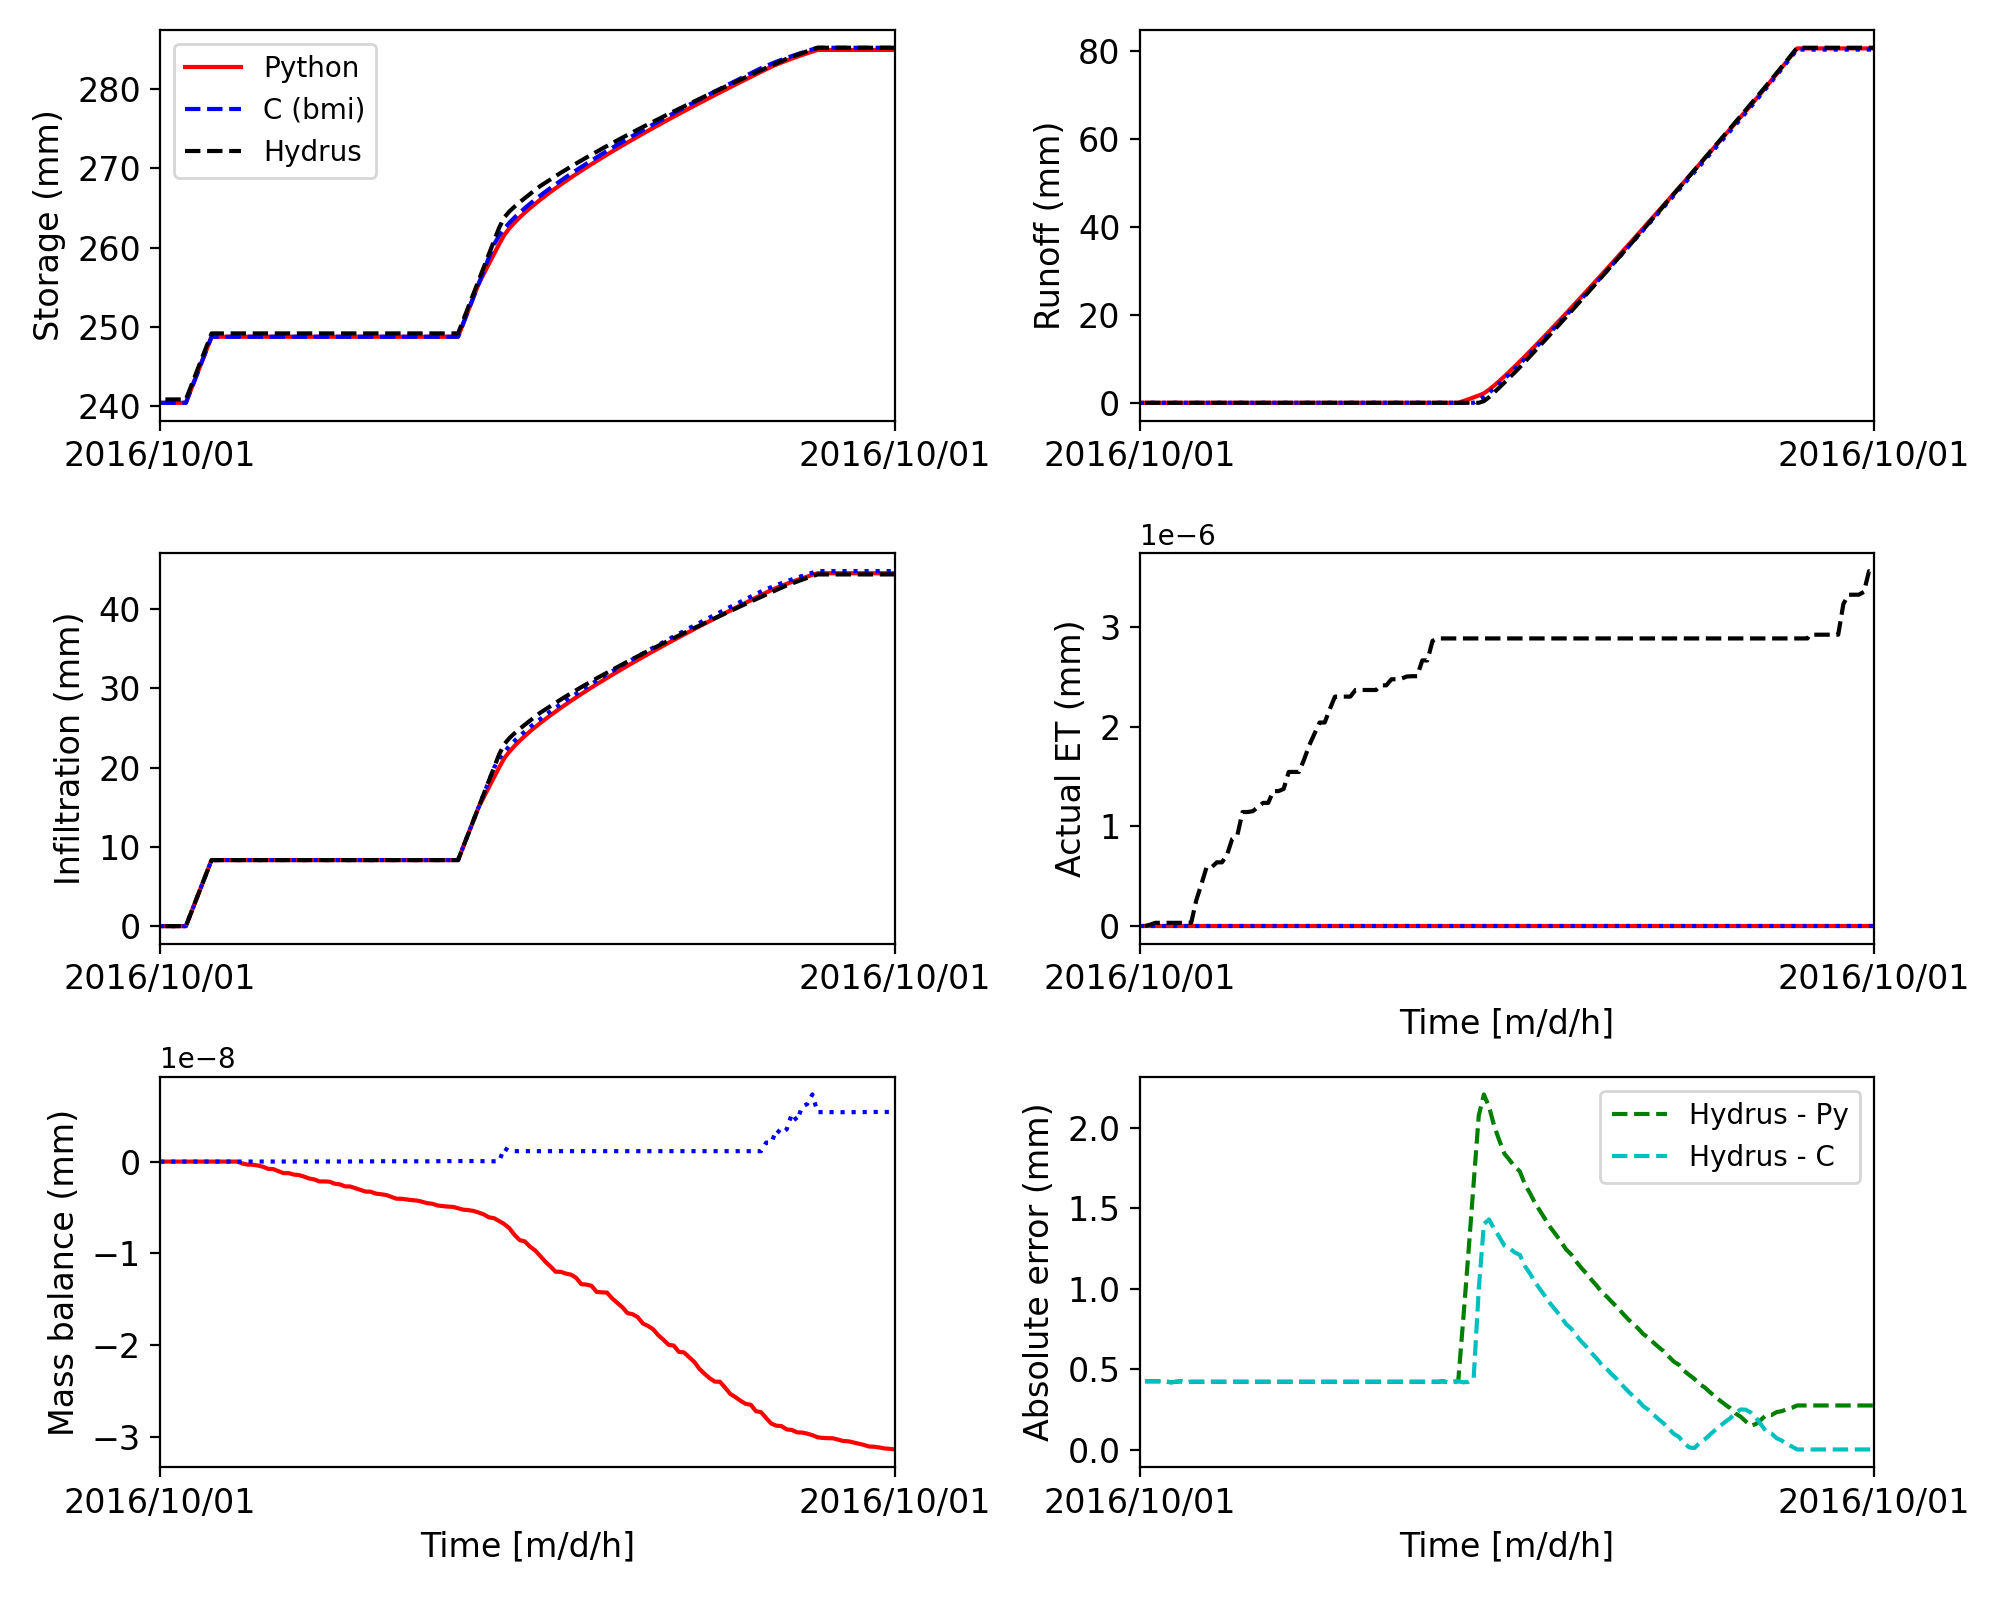 Python
C (bmi)
Hydrus
Storage (mm)
280
270
260
250
240
2016/10/01
2016/10/01
Runoff (mm)
80
60
40
20
0
2016/10/01
2016/10/01
Infiltration (mm)
40
30
20
10
0
2016/10/01
2016/10/01
1e−6
Actual ET (mm)
3
2
1
0
2016/10/01
2016/10/01
Time [m/d/h]
1e−8
Mass balance (mm)
0
−1
−2
−3
2016/10/01
2016/10/01
Time [m/d/h]
Hydrus - Py
Hydrus - C
Absolute error (mm)
2.0
1.5
1.0
0.5
0.0
2016/10/01
2016/10/01
Time [m/d/h]